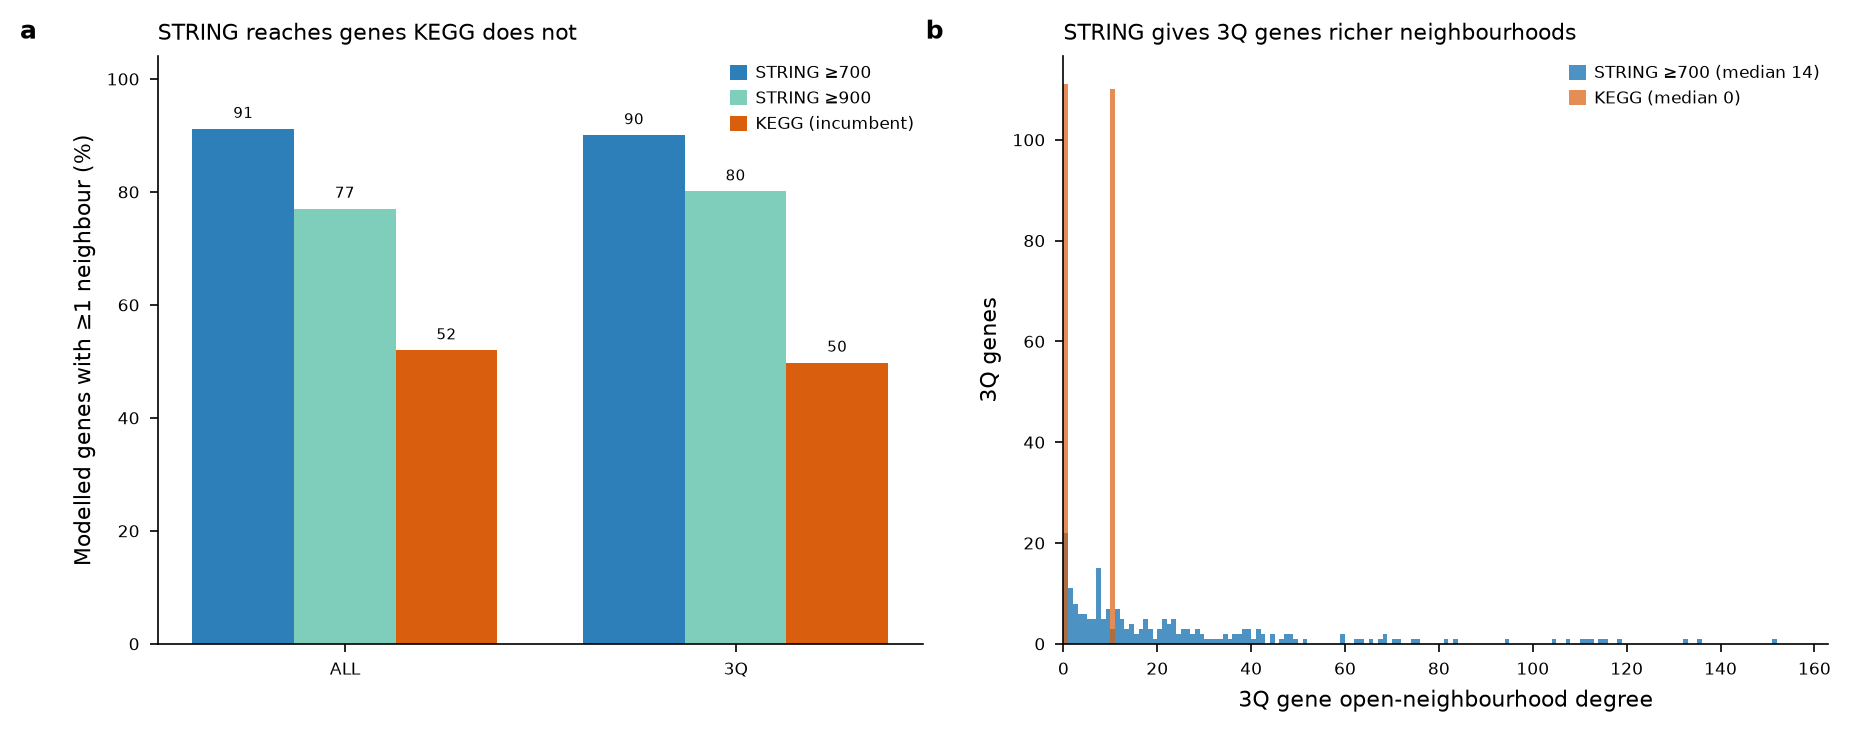 a
STRING reaches genes KEGG does not
Modelled genes with ≥1 neighbour (%)
100
80
60
40
20
0
91
77
52
90
80
50
ALL
3Q
STRING ≥700
STRING ≥900
KEGG (incumbent)
b
STRING gives 3Q genes richer neighbourhoods
3Q genes
100
80
60
40
20
0
STRING ≥700 (median 14)
KEGG (median 0)
0
20
40
60
80
100
120
140
160
3Q gene open-neighbourhood degree